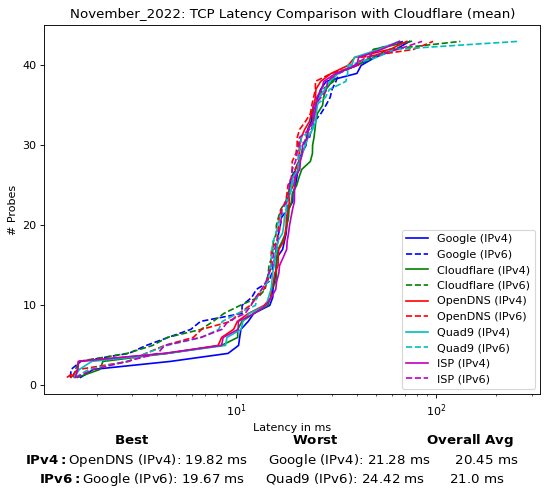 November_2022: TCP Latency Comparison with Cloudflare (mean)
# Probes
40
30
20
10
0
Google (IPv4)
Google (IPv6)
Cloudflare (IPv4)
Cloudflare (IPv6)
OpenDNS (IPv4)
OpenDNS (IPv6)
Quad9 (IPv4)
Quad9 (IPv6)
ISP (IPv4)
ISP (IPv6)
10¹ 10²
Latency in ms
Best Worst Overall Avg
IPv4: OpenDNS (IPv4): 19.82 ms Google (IPv4): 21.28 ms 20.45 ms
IPv6: Google (IPv6): 19.67 ms Quad9 (IPv6): 24.42 ms 21.0 ms